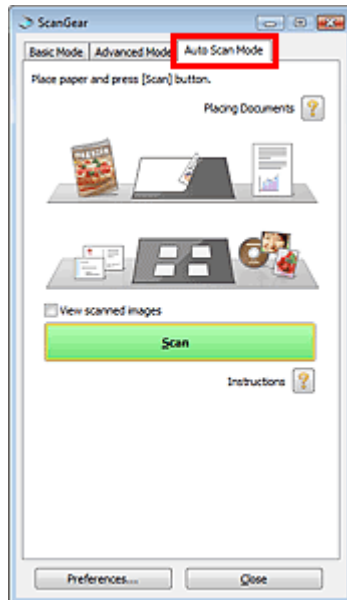 ScanGear
Basic Mode Advanced Mode Auto Scan Mode
Place paper and press [Scan] button.
Placing Documents
View scanned images
Scan
Instructions
Preferences... Close